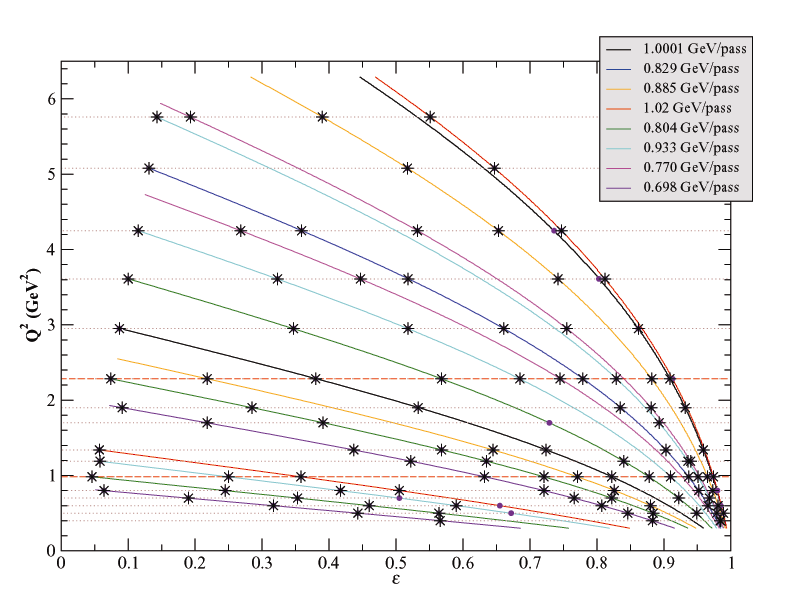 1.0001 GeV/pass
0.829 GeV/pass
0.885 GeV/pass
1.02 GeV/pass
0.804 GeV/pass
0.933 GeV/pass
0.770 GeV/pass
0.698 GeV/pass
6
5
4
3
2
1
0
Q² (GeV²)
0 0.1 0.2 0.3 0.4 0.5 0.6 0.7 0.8 0.9 1
ε